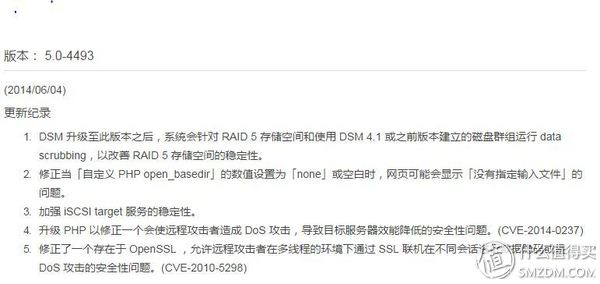 版本： 5.0-4493
(2014/06/04)
更新纪录
1. DSM 升级至此版本之后，系统会针对 RAID 5 存储空间和使用 DSM 4.1 或之前版本建立的磁盘群组运行 data
scrubbing，以改善 RAID 5 存储空间的稳定性。
2. 修正当「自定义 PHP open_basedir」的数值设置为「none」或空白时，网页可能会显示「没有指定输入文件」的
问题。
3. 加强 iSCSI target 服务的稳定性。
4. 升级 PHP 以修正一个会使远程攻击者造成 DoS 攻击，导致目标服务器效能降低的安全性问题。(CVE-2014-0237)
5. 修正了一个存在于 OpenSSL ，允许远程攻击者在多线程的环境下通过 SSL 联机在不同会话
DoS 攻击的安全性问题。(CVE-2010-5298)
值 什么值得买
SMZDM.COM